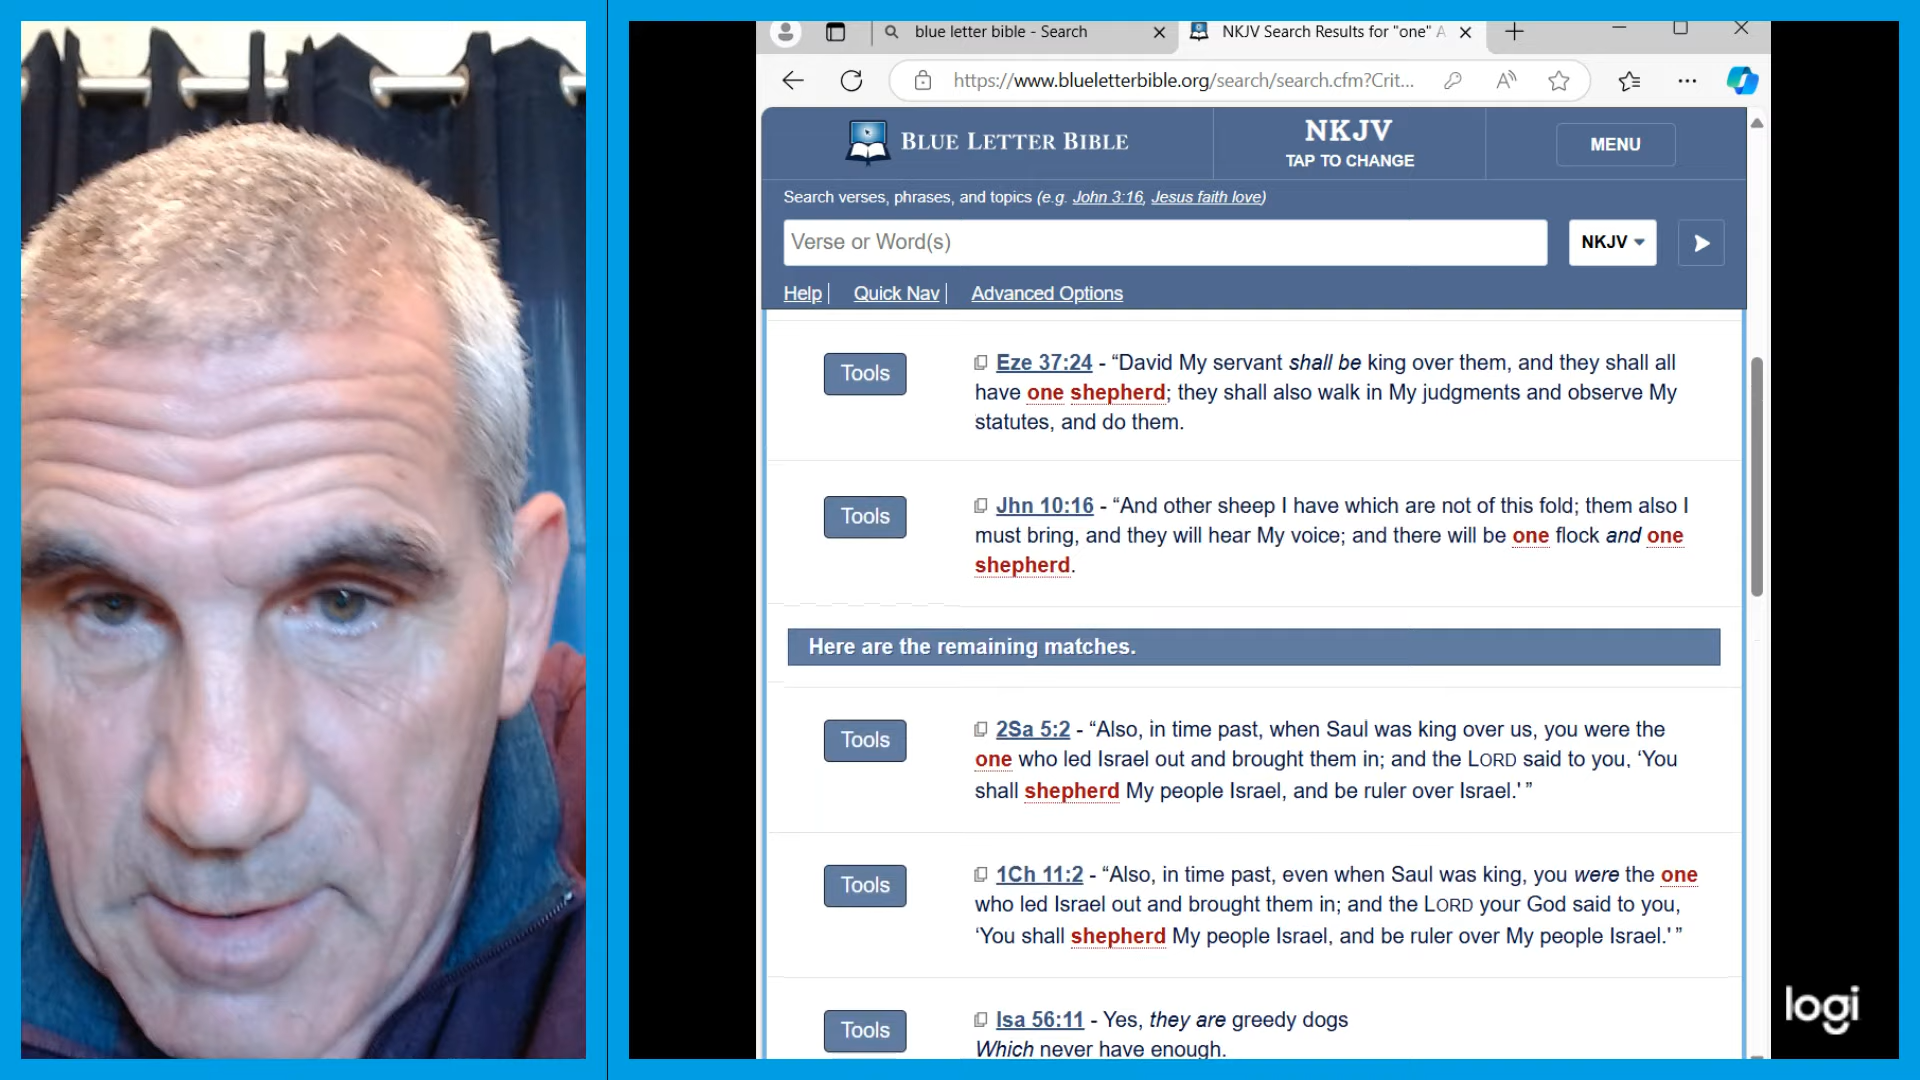 blue letter bible - Search
NKJV Search Results for "one" A
https://www.blueletterbible.org/search/search.cfm?Crit...
BLUE LETTER BIBLE
NKJV
TAP TO CHANGE
MENU
Search verses, phrases, and topics (e.g. John 3:16, Jesus faith love)
Verse or Word(s)
NKJV
Help | Quick Nav | Advanced Options
Tools
Eze 37:24 - “David My servant shall be king over them, and they shall all
have one shepherd; they shall also walk in My judgments and observe My
statutes, and do them.
Tools
Jhn 10:16 - “And other sheep I have which are not of this fold; them also I
must bring, and they will hear My voice; and there will be one flock and one
shepherd.
Here are the remaining matches.
Tools
2Sa 5:2 - “Also, in time past, when Saul was king over us, you were the
one who led Israel out and brought them in; and the LORD said to you, ‘You
shall shepherd My people Israel, and be ruler over Israel.' ”
Tools
1Ch 11:2 - “Also, in time past, even when Saul was king, you were the one
who led Israel out and brought them in; and the LORD your God said to you,
‘You shall shepherd My people Israel, and be ruler over My people Israel.' ”
Tools
Isa 56:11 - Yes, they are greedy dogs
Which never have enough.
logi